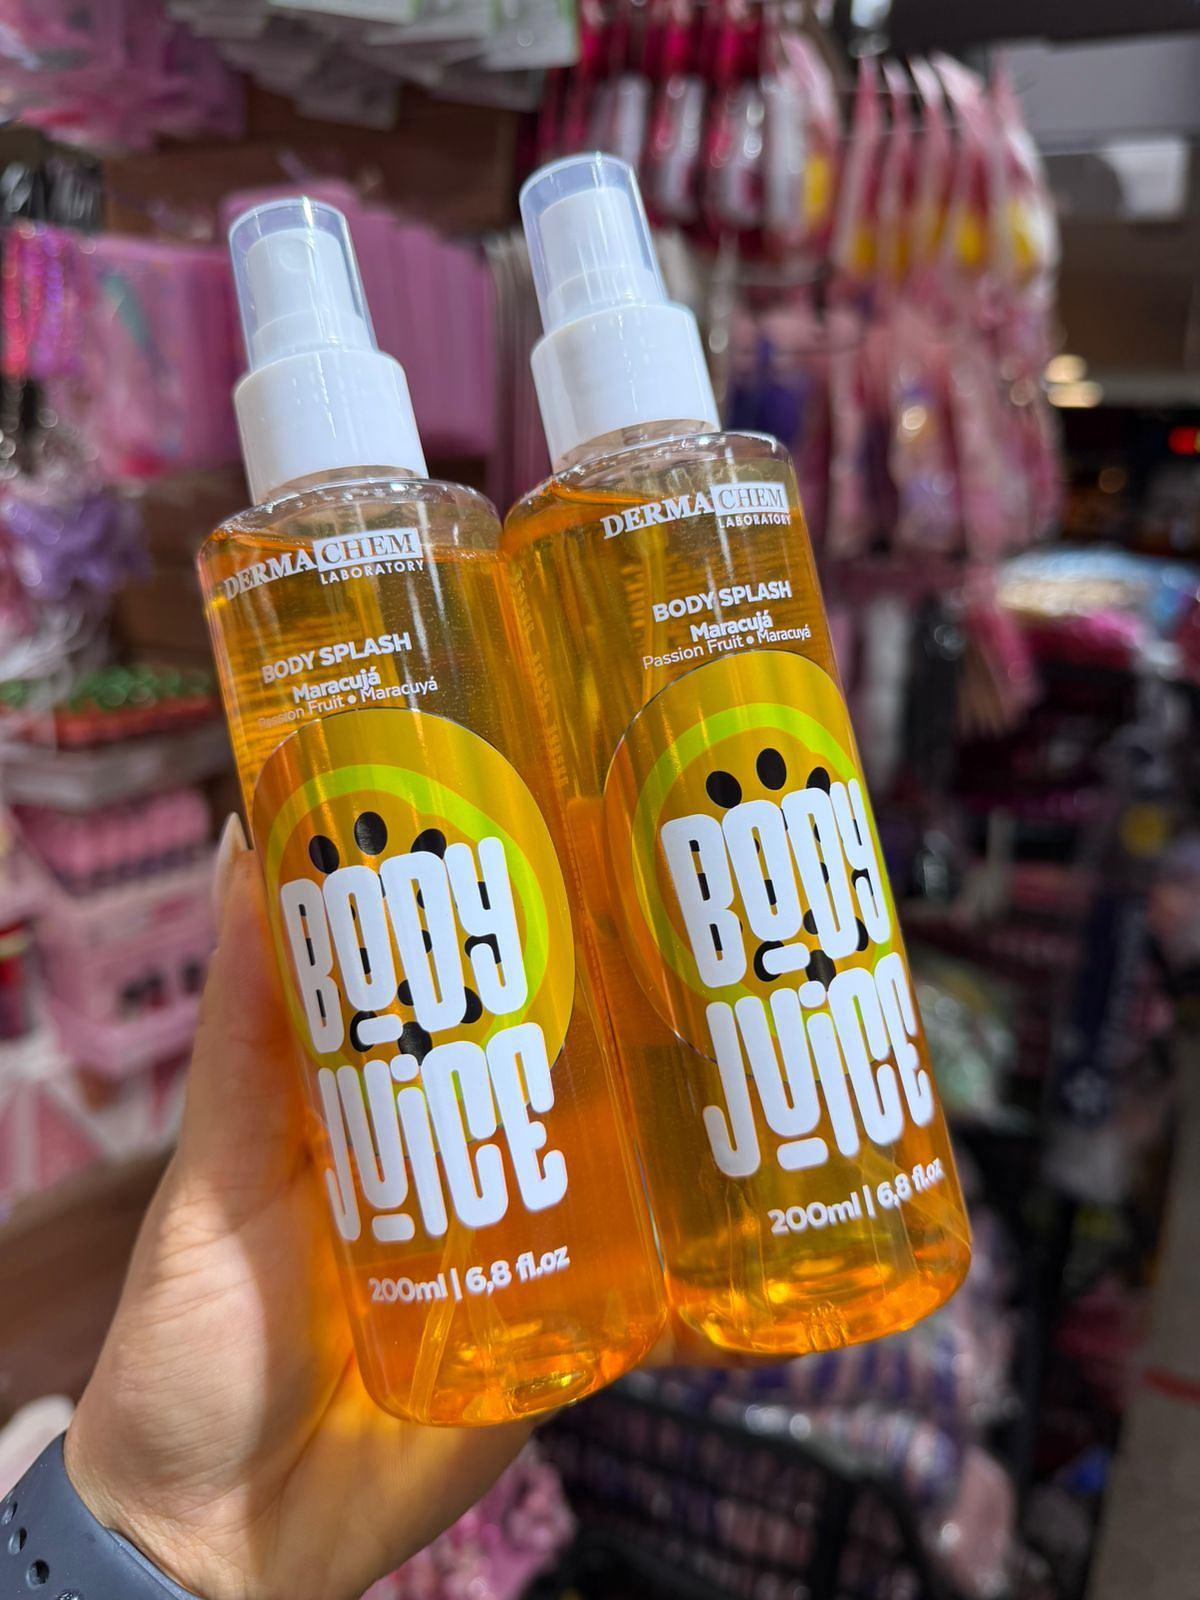 DERMA CHEM
LABORATORY
BODY SPLASH
Maracujá
Passion Fruit • Maracuyá
BODY
JUICE
200ml | 6,8 fl.oz
DERMA CHEM
LABORATORY
BODY SPLASH
Maracujá
Passion Fruit • Maracuyá
BODY
JUICE
200ml | 6,8 fl.oz